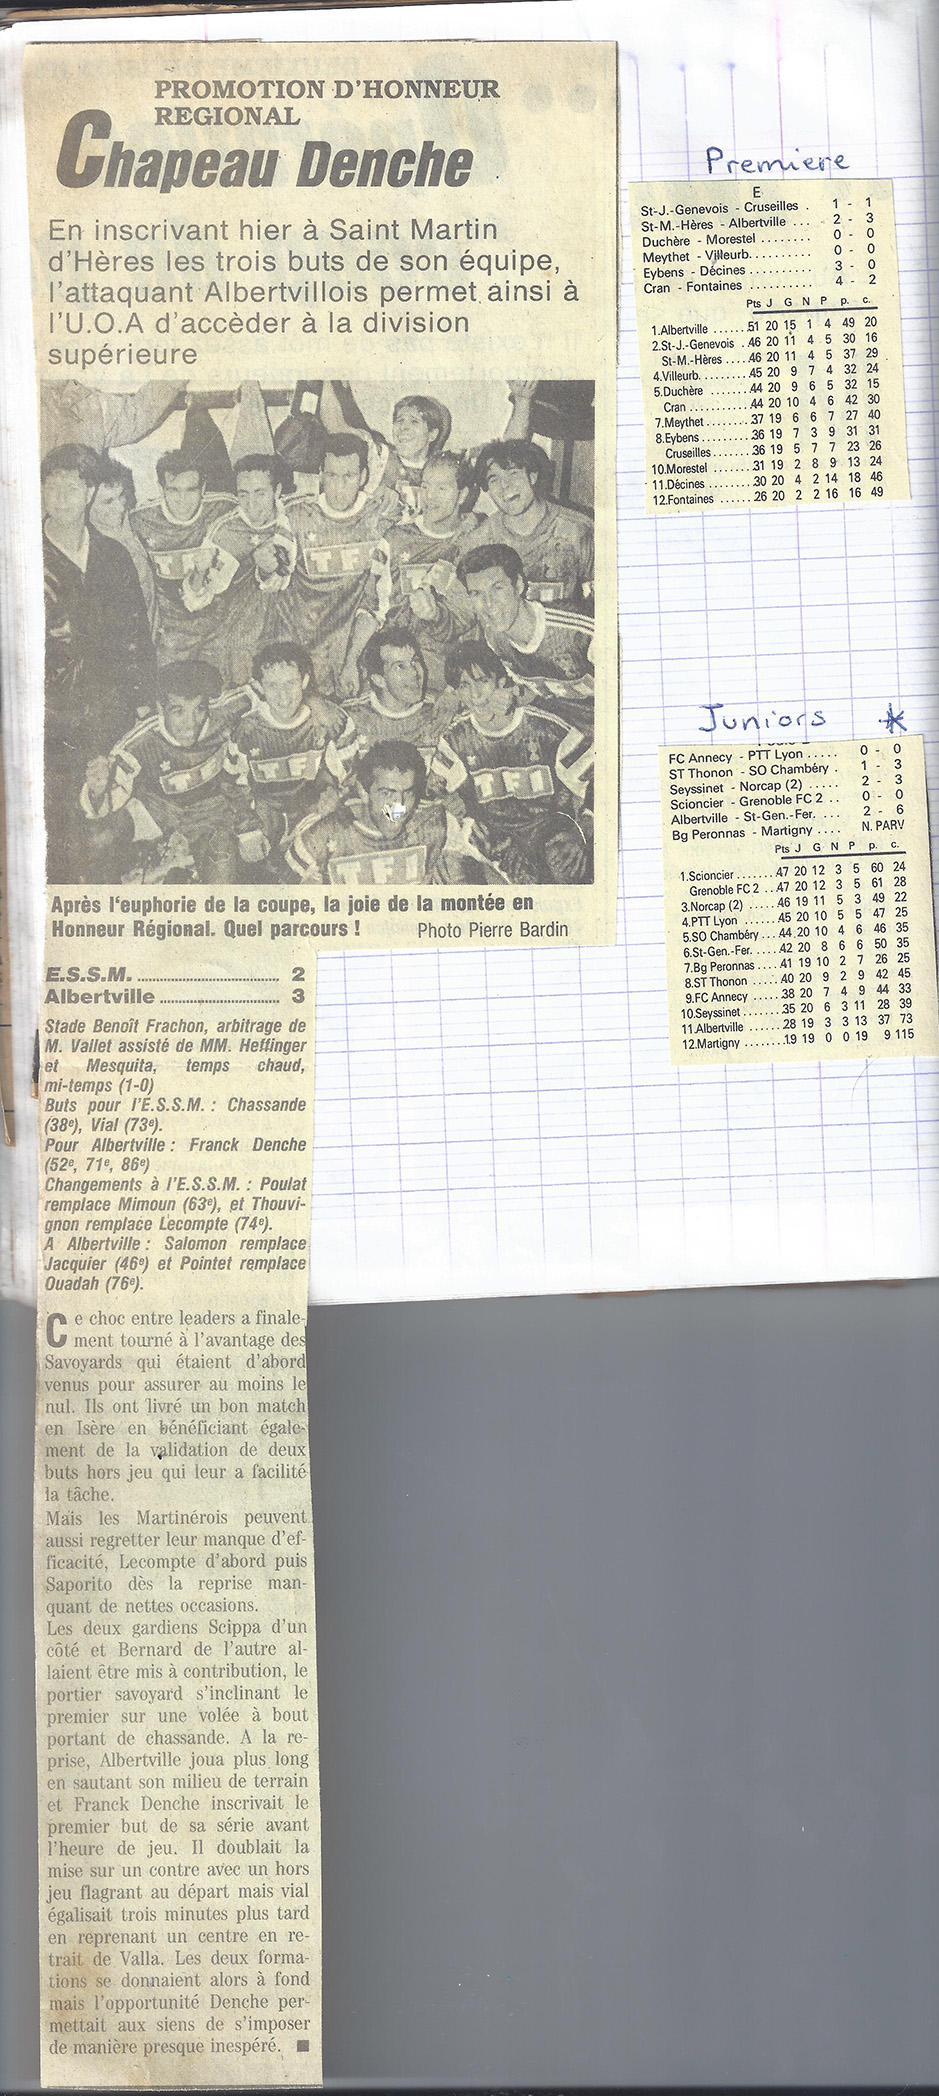 PROMOTION D'HONNEUR
REGIONAL
Chapeau Denche
En inscrivant hier à Saint Martin
d'Hères les trois buts de son équipe,
l'attaquant Albertvillois permet ainsi à
l'U.O.A d'accèder à la division
supérieure
TF1
TF1
TF1
TF1
TF1
TF1
Après l'euphorie de la coupe, la joie de la montée en
Honneur Régional. Quel parcours ! Photo Pierre Bardin
E.S.S.M. .............................. 2
Albertville ........................... 3
Stade Benoît Frachon, arbitrage de
M. Vallet assisté de MM. Heffinger
et Mesquita, temps chaud,
mi-temps (1-0)
Buts pour l'E.S.S.M. : Chassande
(38e), Vial (73e).
Pour Albertville : Franck Denche
(52e, 71e, 86e)
Changements à l'E.S.S.M. : Poulat
remplace Mimoun (63e), et Thouvi-
gnon remplace Lecompte (74e).
A Albertville : Salomon remplace
Jacquier (46e) et Pointet remplace
Ouadah (76e).
Ce choc entre leaders a finale-
ment tourné à l'avantage des
Savoyards qui étaient d'abord
venus pour assurer au moins le
nul. Ils ont livré un bon match
en Isère en bénéficiant égale-
ment de la validation de deux
buts hors jeu qui leur a facilité
la tâche.
Mais les Martinérois peuvent
aussi regretter leur manque d'ef-
ficacité, Lecompte d'abord puis
Saporito dès la reprise man-
quant de nettes occasions.
Les deux gardiens Scippa d'un
côté et Bernard de l'autre al-
laient être mis à contribution, le
portier savoyard s'inclinant le
premier sur une volée à bout
portant de chassande. A la re-
prise, Albertville joua plus long
en sautant son milieu de terrain
et Franck Denche inscrivait le
premier but de sa série avant
l'heure de jeu. Il doublait la
mise sur un contre avec un hors
jeu flagrant au départ mais vial
égalisait trois minutes plus tard
en reprenant un centre en re-
trait de Valla. Les deux forma-
tions se donnaient alors à fond
mais l'opportunité Denche per-
mettait aux siens de s'imposer
de manière presque inespéré. ■
Premiere
E
St-J.-Genevois - Cruseilles . 1 - 1
St-M.-Hères - Albertville ... 2 - 3
Duchère - Morestel ........ 0 - 0
Meythet - Villeurb. ........ 0 - 0
Eybens - Décines .......... 3 - 0
Cran - Fontaines .......... 4 - 2
Pts J G N P p. c.
1.Albertville ......51 20 15 1 4 49 20
2.St-J.-Genevois .46 20 11 4 5 30 16
St-M.-Hères ....46 20 11 4 5 37 29
4.Villeurb. ........45 20 9 7 4 32 24
5.Duchère .......44 20 9 6 5 32 15
Cran ...........44 20 10 4 6 42 30
7.Meythet ........37 19 6 6 7 27 40
8.Eybens .........36 19 7 3 9 31 31
Cruseilles .......36 19 5 7 7 23 26
10.Morestel .......31 19 2 8 9 13 24
11.Décines ........30 20 4 2 14 18 46
12.Fontaines ......26 20 2 2 16 16 49
Juniors *
FC Annecy - PTT Lyon ..... 0 - 0
ST Thonon - SO Chambéry . 1 - 3
Seyssinet - Norcap (2) ..... 2 - 3
Scioncier - Grenoble FC 2 .. 0 - 0
Albertville - St-Gen.-Fer. ... 2 - 6
Bg Peronnas - Martigny .... N. PARV
Pts J G N P p. c.
1.Scioncier .......47 20 12 3 5 60 24
Grenoble FC 2 ..47 20 12 3 5 61 28
3.Norcap (2) .....46 19 11 5 3 49 22
4.PTT Lyon ......45 20 10 5 5 47 25
5.SO Chambéry ...44 20 10 4 6 46 35
6.St-Gen.-Fer. ....42 20 8 6 6 50 35
7.Bg Peronnas ....41 19 10 2 7 26 25
8.ST Thonon .....40 20 9 2 9 42 45
9.FC Annecy .....38 20 7 4 9 44 33
10.Seyssinet .......35 20 6 3 11 28 39
11.Albertville ......28 19 3 3 13 37 73
12.Martigny ........19 19 0 0 19 9 115